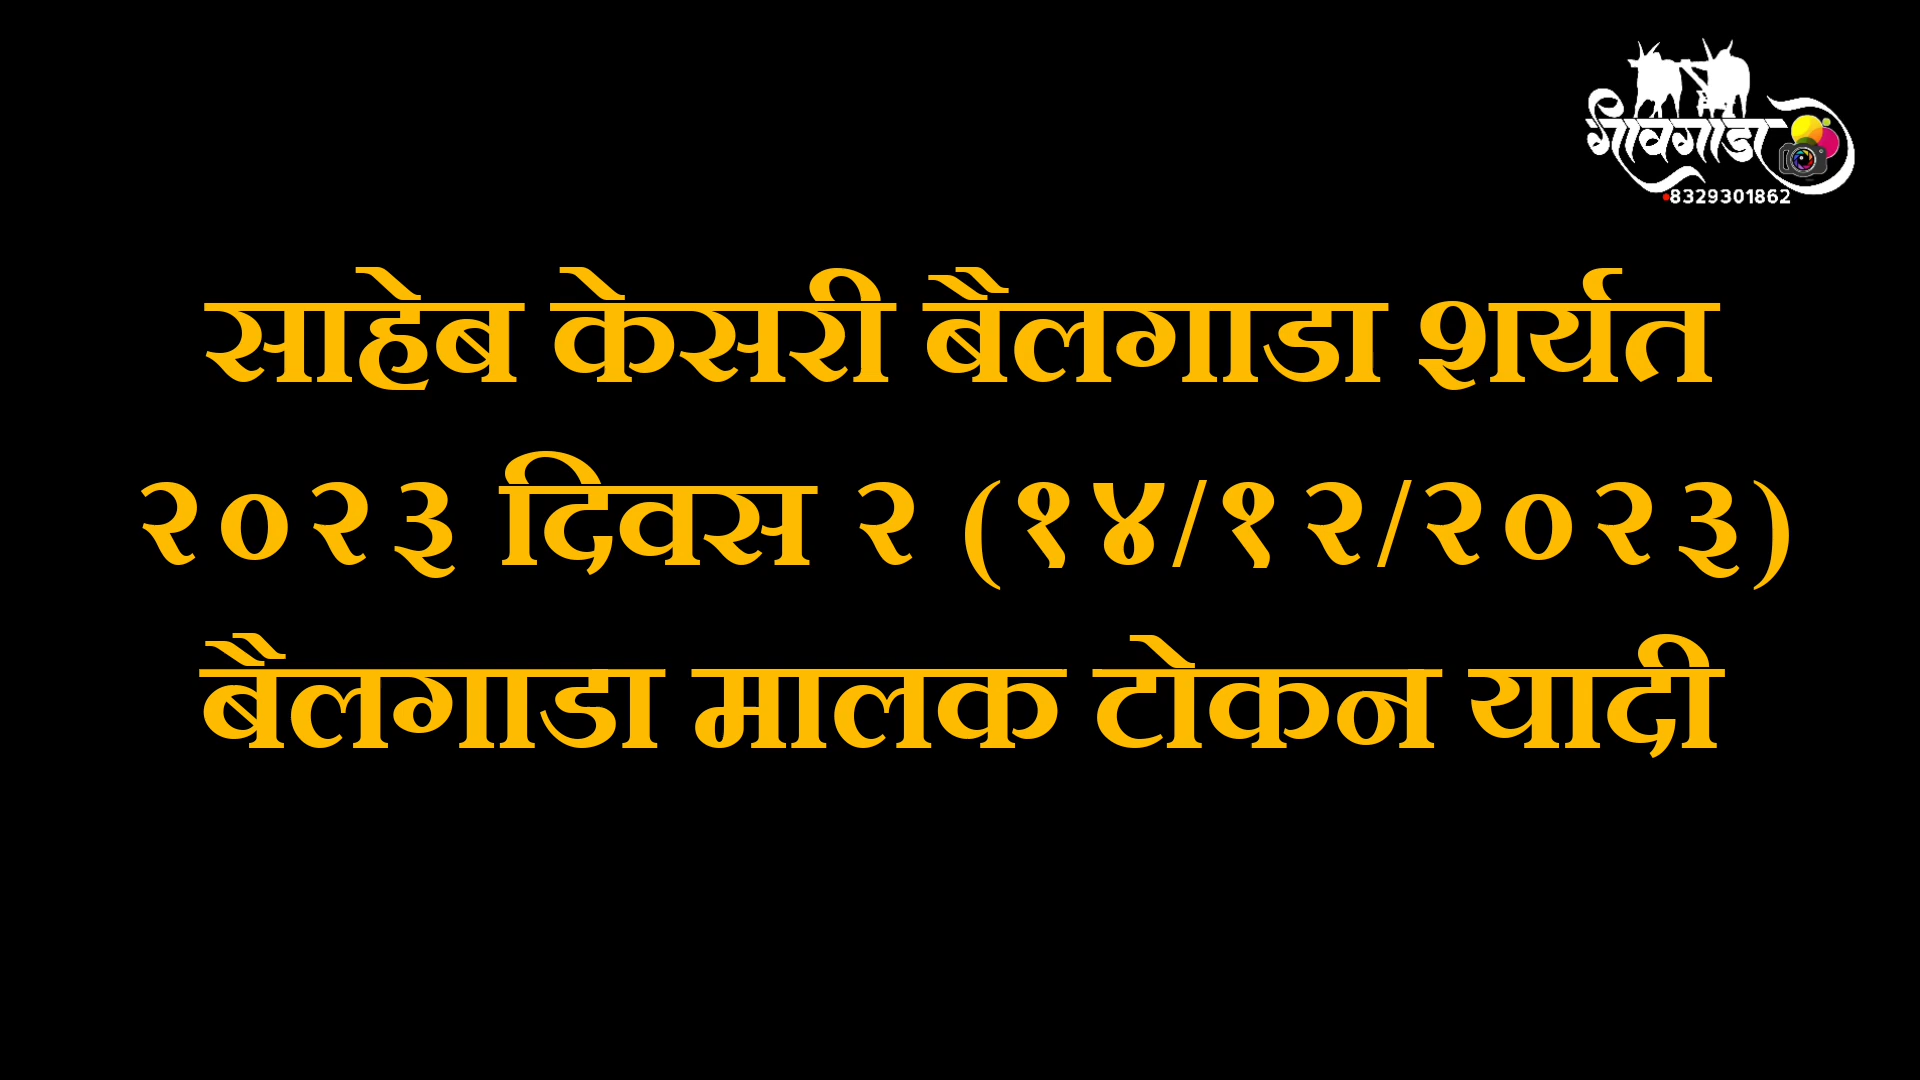 गावगाडा
8329301862
साहेब केसरी बैलगाडा शर्यत
२०२३ दिवस २ (१४/१२/२०२३)
बैलगाडा मालक टोकन यादी